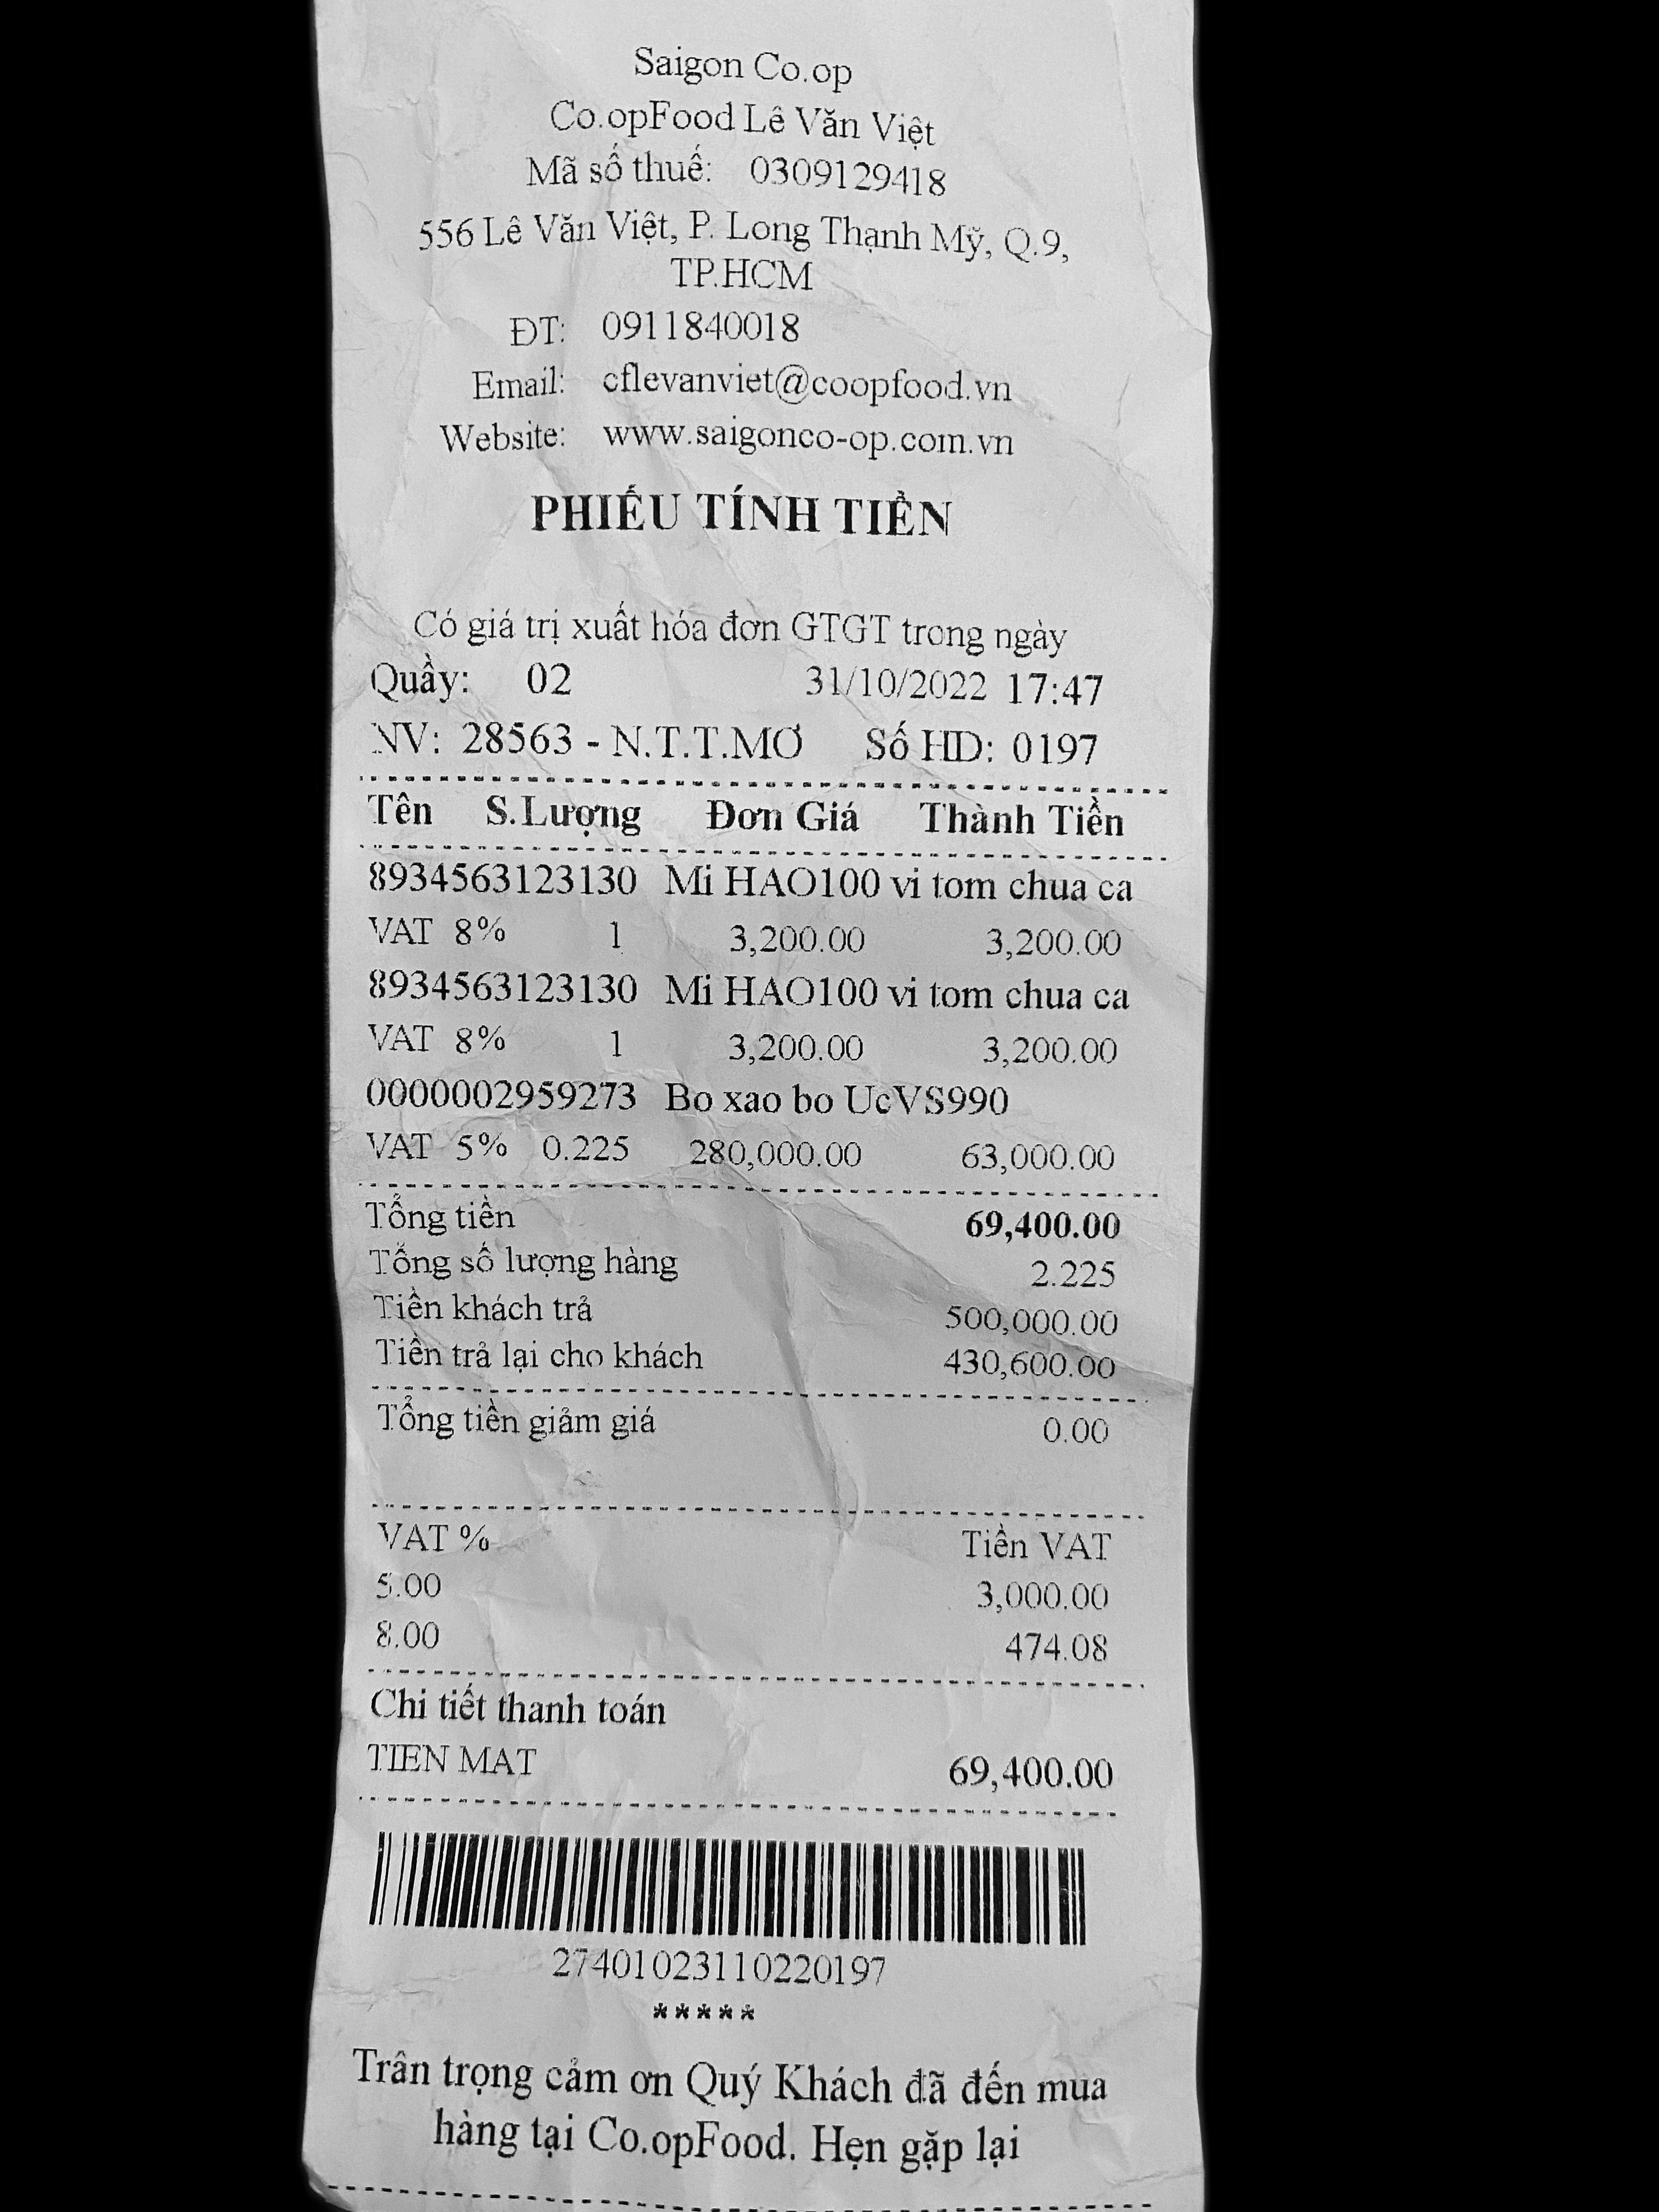 Saigon Co.op
Co.opFood Lê Văn Việt
Mã số thuế: 0309129418
556 Lê Văn Việt, P. Long Thạnh Mỹ, Q.9,
TP.HCM
ĐT: 0911840018
Email: cflevanviet@coopfood.vn
Website: www.saigonco-op.com.vn
PHIẾU TÍNH TIỀN
Có giá trị xuất hóa đơn GTGT trong ngày
Quầy: 02 31/10/2022 17:47
NV: 28563 - N.T.T.MƠ Số HD: 0197
Tên S.Lượng Đơn Giá Thành Tiền
8934563123130 Mi HAO100 vi tom chua ca
VAT 8% 1 3,200.00 3,200.00
8934563123130 Mi HAO100 vi tom chua ca
VAT 8% 1 3,200.00 3,200.00
0000002959273 Bo xao bo UcVS990
VAT 5% 0.225 280,000.00 63,000.00
Tổng tiền 69,400.00
Tổng số lượng hàng 2.225
Tiền khách trả 500,000.00
Tiền trả lại cho khách 430,600.00
Tổng tiền giảm giá 0.00
VAT % Tiền VAT
5.00 3,000.00
8.00 474.08
Chi tiết thanh toán
TIEN MAT 69,400.00
27401023110220197
*****
Trân trọng cảm ơn Quý Khách đã đến mua
hàng tại Co.opFood. Hẹn gặp lại